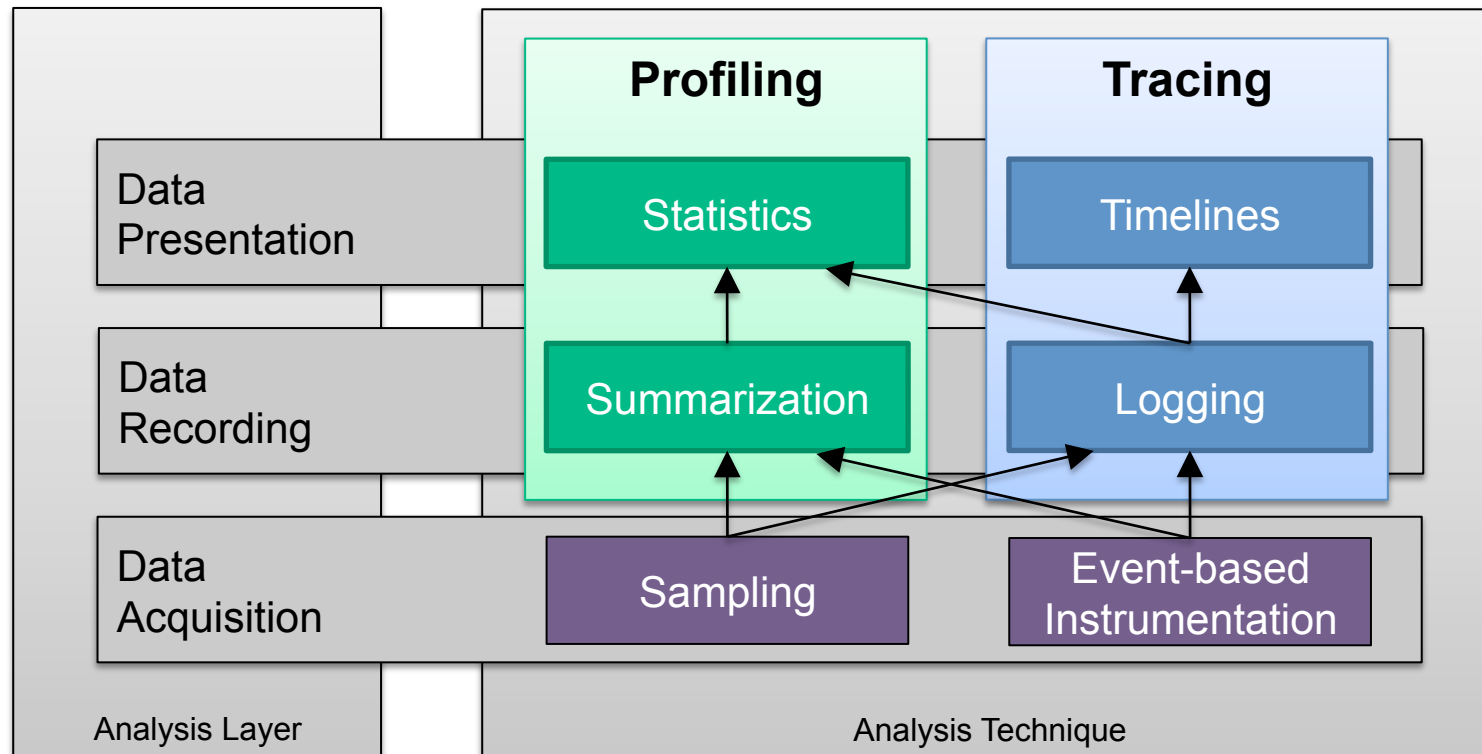 Profiling
Tracing
Data
Presentation
Statistics
Timelines
Data
Recording
Summarization
Logging
Data
Acquisition
Sampling
Event-based
Instrumentation
Analysis Layer
Analysis Technique